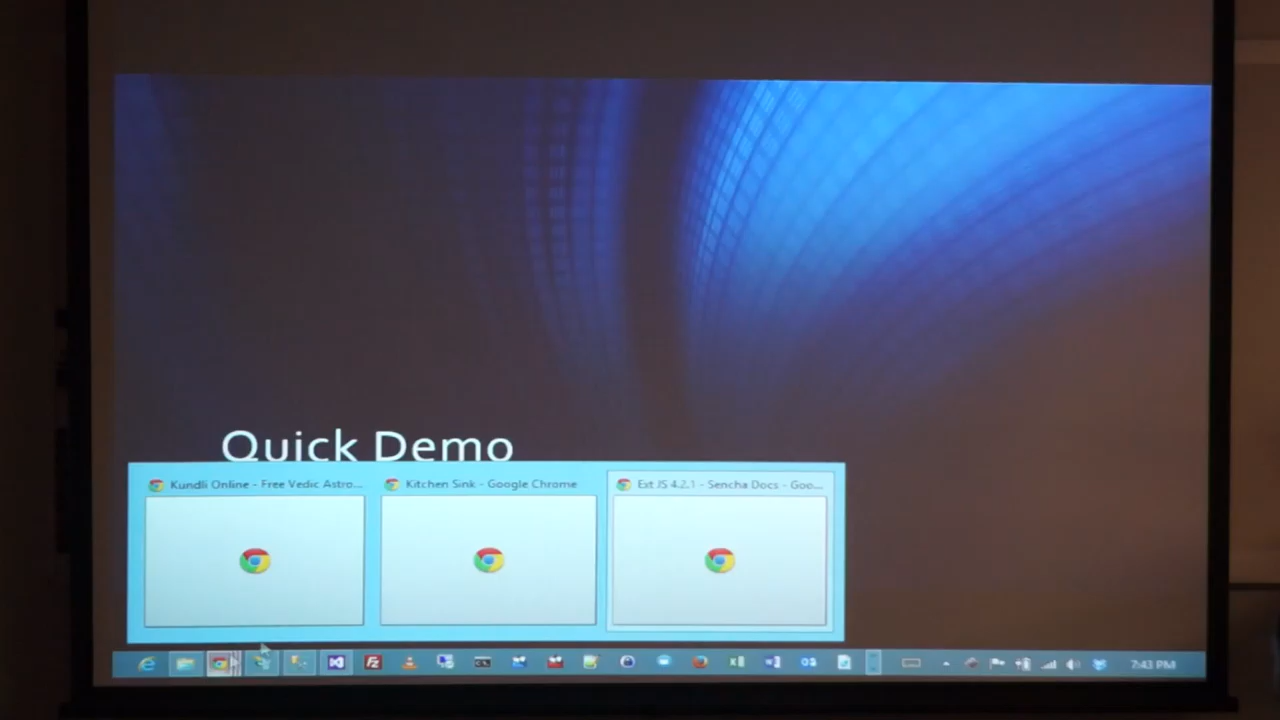 Quick Demo
Kundli Online - Free Vedic Astro...
Kitchen Sink - Google Chrome
Ext JS 4.2.1 - Sencha Docs - Goo...
7:43 PM